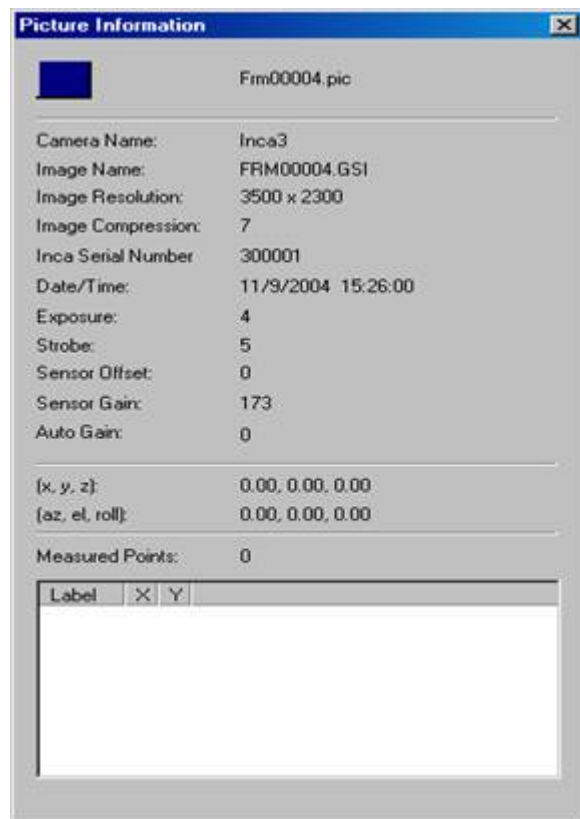 Picture Information
Frm00004.pic
Camera Name: Inca3
Image Name: FRM00004.GSI
Image Resolution: 3500 x 2300
Image Compression: 7
Inca Serial Number 300001
Date/Time: 11/9/2004 15:26:00
Exposure: 4
Strobe: 5
Sensor Offset: 0
Sensor Gain: 173
Auto Gain: 0
(x, y, z): 0.00, 0.00, 0.00
(az, el, roll): 0.00, 0.00, 0.00
Measured Points: 0
Label X Y